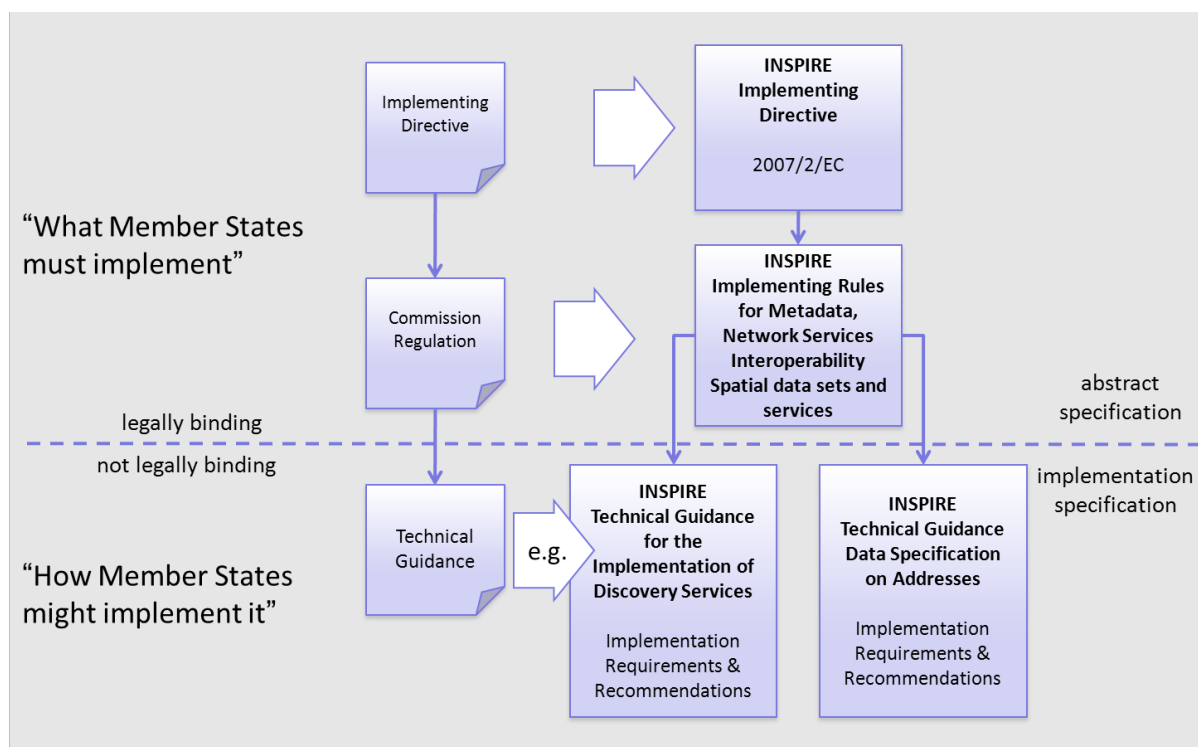 Implementing
Directive
INSPIRE
Implementing
Directive
2007/2/EC
“What Member States
must implement”
Commission
Regulation
INSPIRE
Implementing Rules
for Metadata,
Network Services
Interoperability
Spatial data sets and
services
abstract
specification
legally binding
not legally binding
implementation
specification
“How Member States
might implement it”
Technical
Guidance
e.g.
INSPIRE
Technical Guidance
for the
Implementation of
Discovery Services
Implementation
Requirements &
Recommendations
INSPIRE
Technical Guidance
Data Specification
on Addresses
Implementation
Requirements &
Recommendations